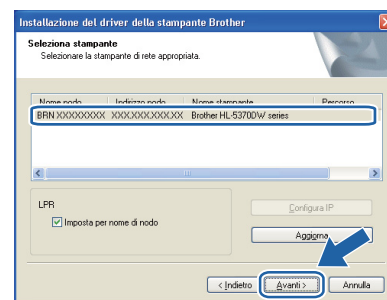 Installazione del driver della stampante Brother
Seleziona stampante
Selezionare la stampante di rete appropriata.
Nome nodo Indirizzo nodo Nome stampante Percorso
BRN XXXXXXXXX XXX.XXX.XXX.XX Brother HL-5370DW series
LPR
Imposta per nome di nodo
Configura IP
Aggiorna
< Indietro Avanti > Annulla